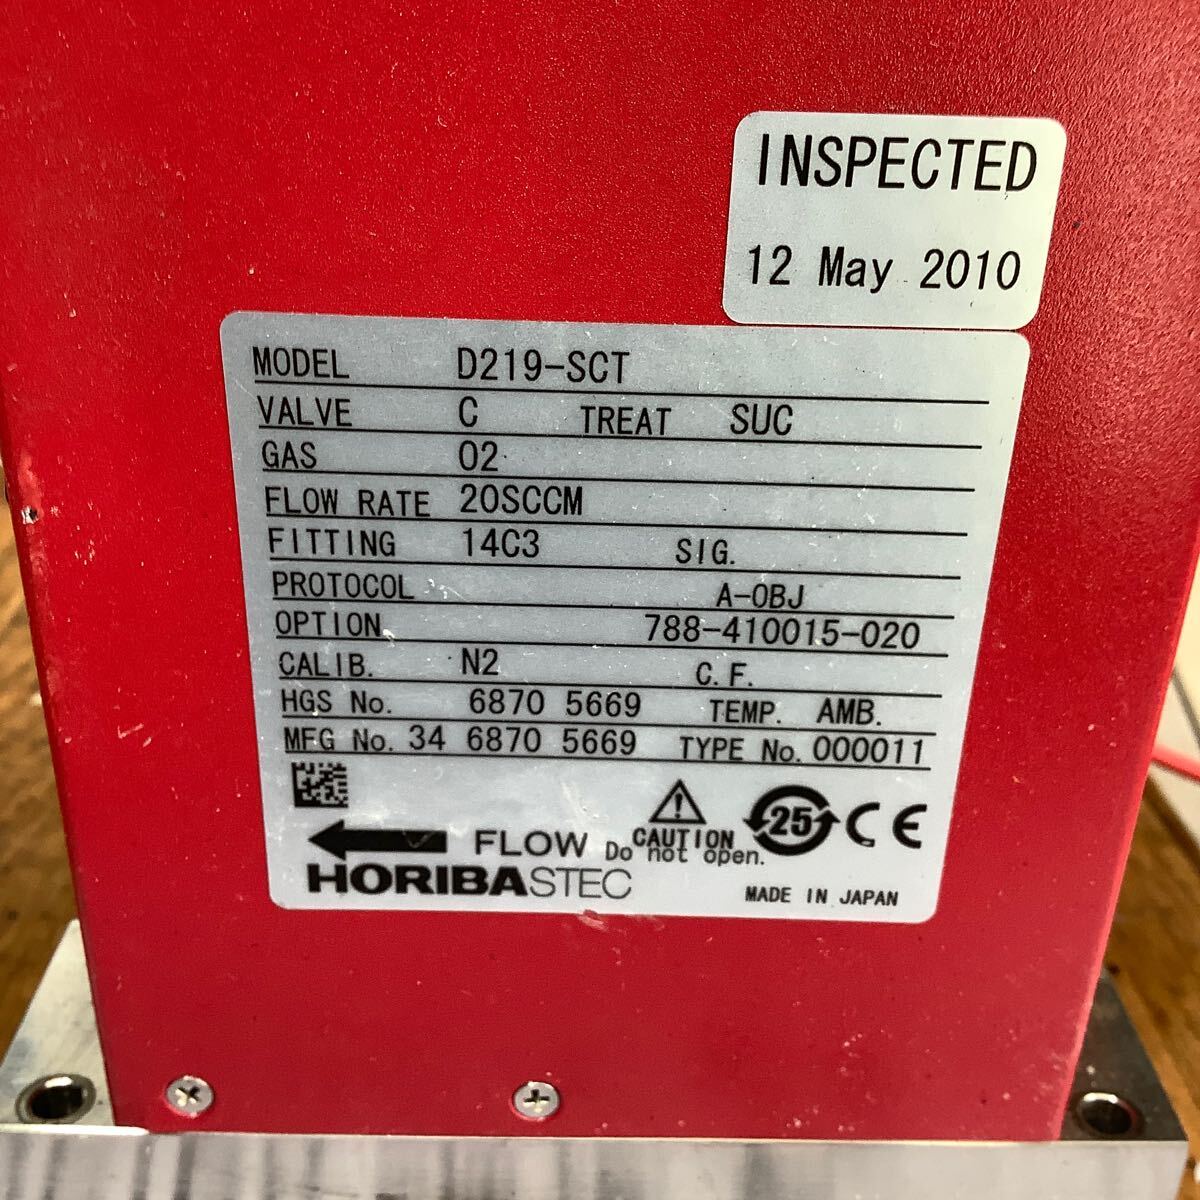 INSPECTED
12 May 2010
MODEL D219-SCT
VALVE C TREAT SUC
GAS O2
FLOW RATE 20SCCM
FITTING 14C3 SIG.
PROTOCOL A-OBJ
OPTION 788-410015-020
CALIB. N2 C.F.
HGS No. 6870 5669 TEMP. AMB.
MFG No. 34 6870 5669 TYPE No. 000011
FLOW CAUTION 25 CE
Do not open.
HORIBASTEC MADE IN JAPAN